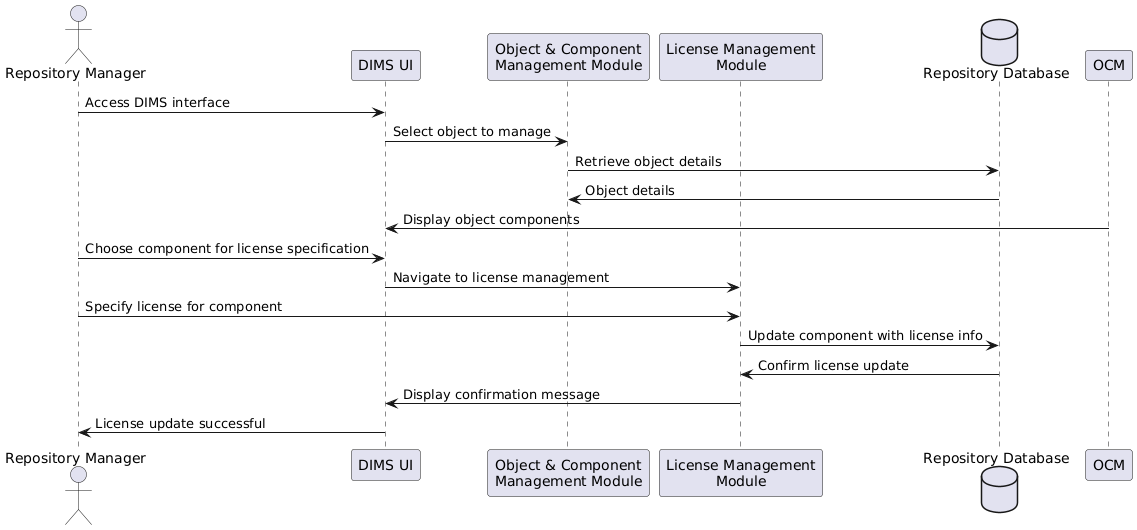 Repository Manager
DIMS UI
Object & Component
Management Module
License Management
Module
Repository Database
OCM
Access DIMS interface
Select object to manage
Retrieve object details
Object details
Display object components
Choose component for license specification
Navigate to license management
Specify license for component
Update component with license info
Confirm license update
Display confirmation message
License update successful
Repository Manager
DIMS UI
Object & Component
Management Module
License Management
Module
Repository Database
OCM